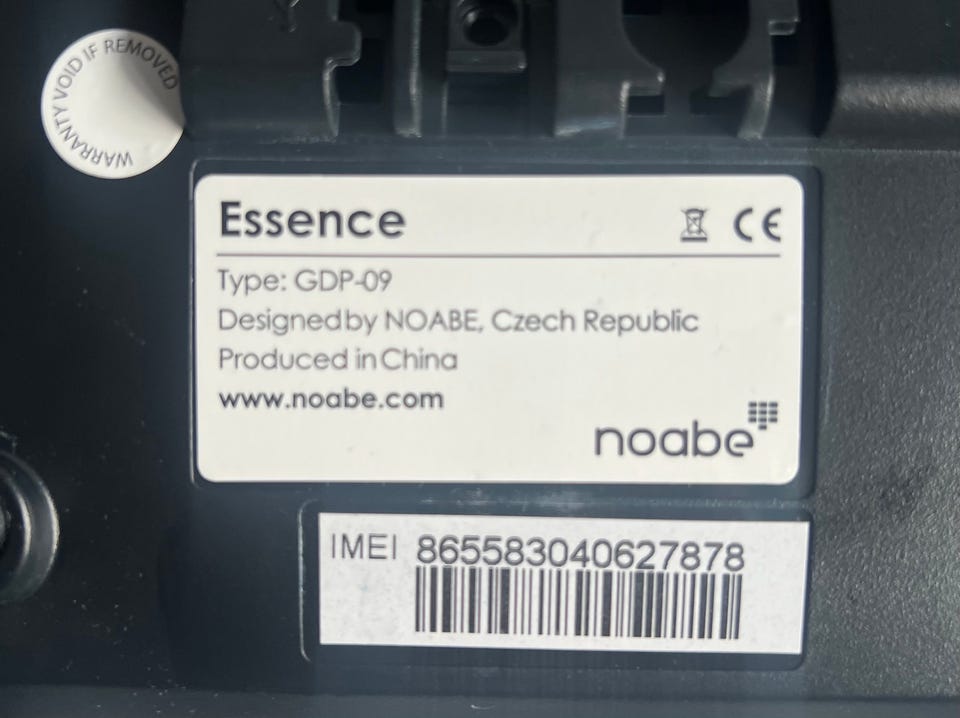 WARRANTY VOID IF REMOVED
Essence
CE
Type: GDP-09
Designed by NOABE, Czech Republic
Produced in China
www.noabe.com
noabe
IMEI 865583040627878